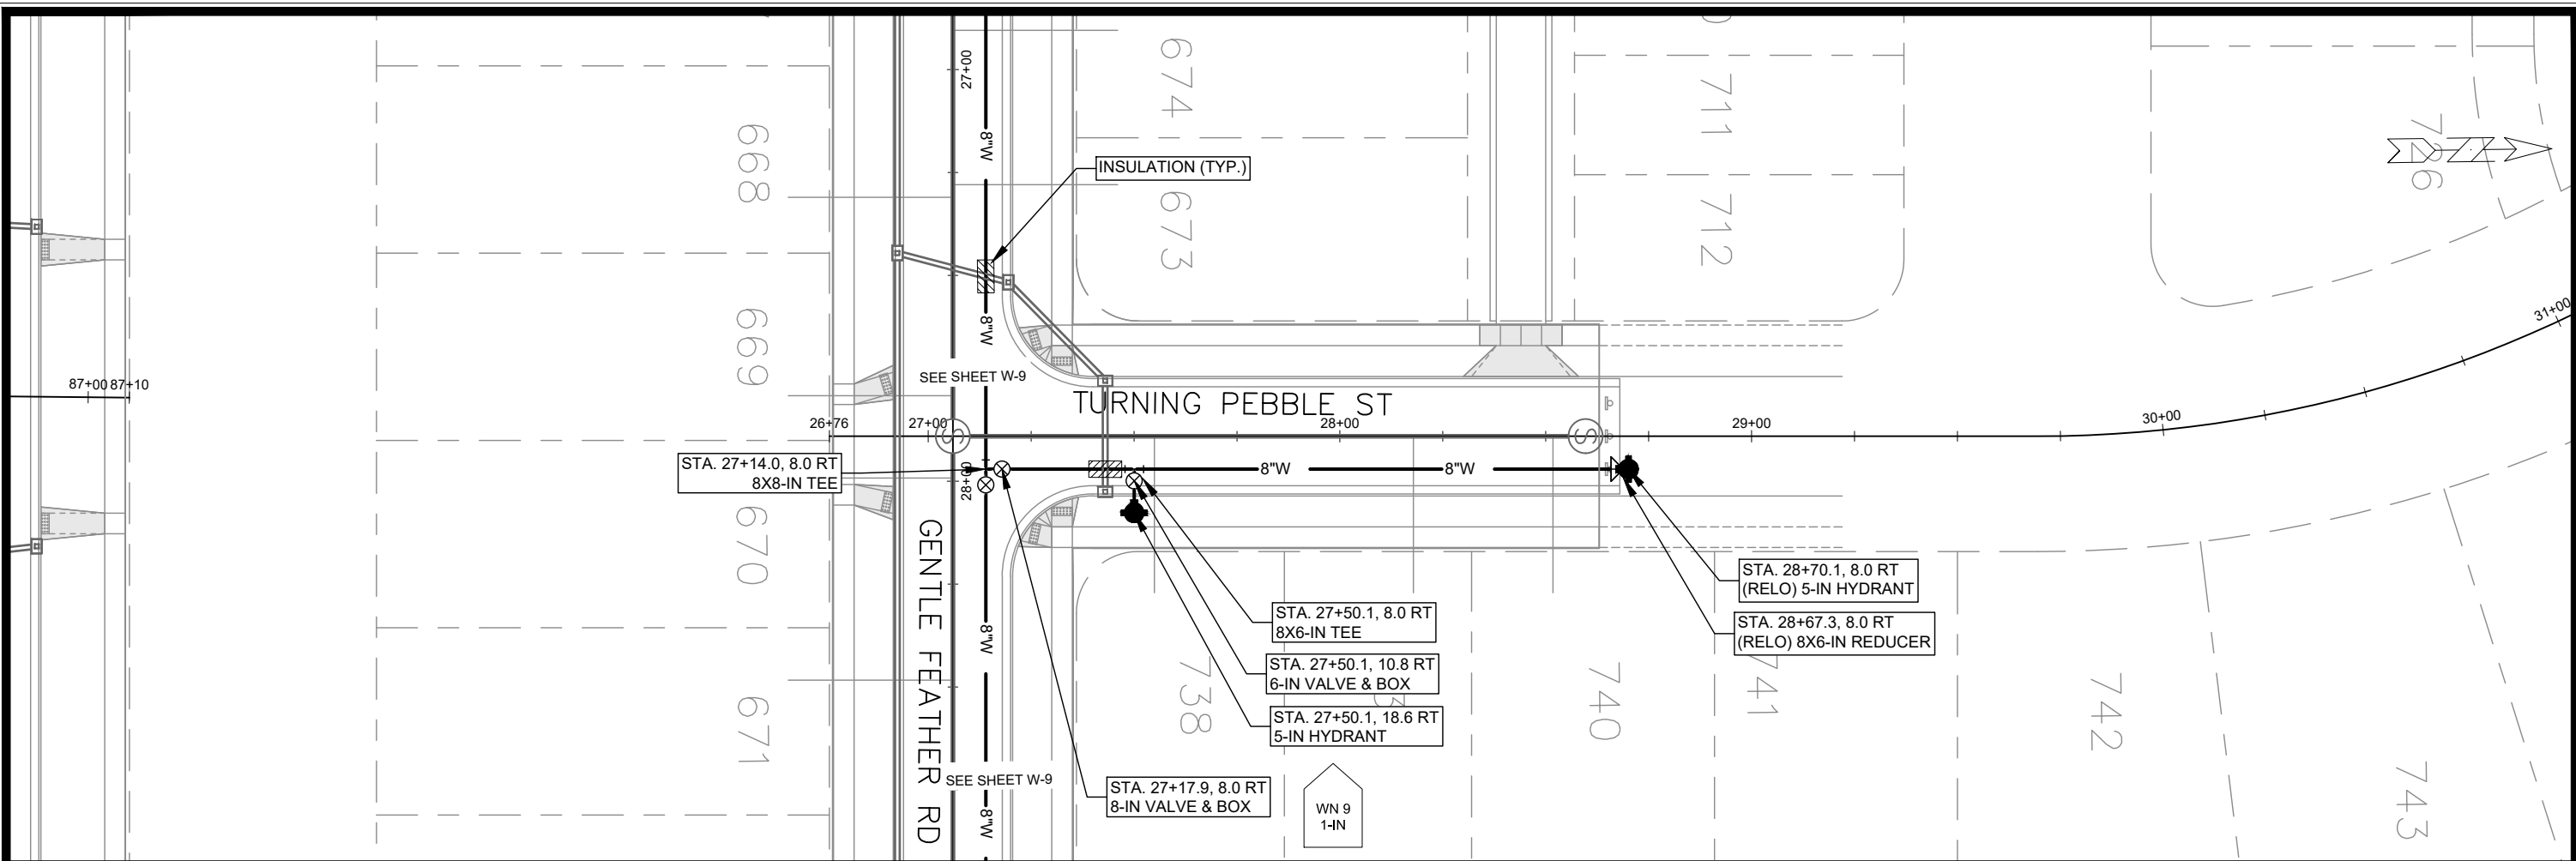 27+00
674
711
726
8"W
668
INSULATION (TYP.)
673
712
31+00
8"W
669
SEE SHEET W-9
87+00
87+10
TURNING PEBBLE ST
26+76
27+00
28+00
29+00
30+00
S
S
STA. 27+14.0, 8.0 RT
8X8-IN TEE
28+00
8"W
8"W
670
GENTLE FEATHER RD
STA. 28+70.1, 8.0 RT
(RELO) 5-IN HYDRANT
STA. 27+50.1, 8.0 RT
8X6-IN TEE
STA. 28+67.3, 8.0 RT
(RELO) 8X6-IN REDUCER
8"W
STA. 27+50.1, 10.8 RT
6-IN VALVE & BOX
671
738
740
741
742
STA. 27+50.1, 18.6 RT
5-IN HYDRANT
SEE SHEET W-9
STA. 27+17.9, 8.0 RT
8-IN VALVE & BOX
WN 9
1-IN
743
8"W